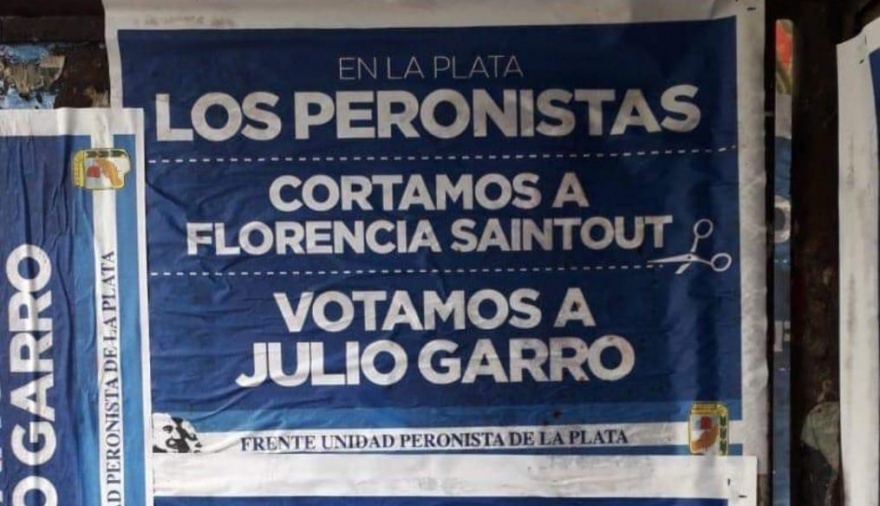 EN LA PLATA
LOS PERONISTAS
CORTAMOS A
FLORENCIA SAINTOUT
VOTAMOS A
JULIO GARRO
FRENTE UNIDAD PERONISTA DE LA PLATA
O GARRO
AD PERONISTA DE LA PLATA